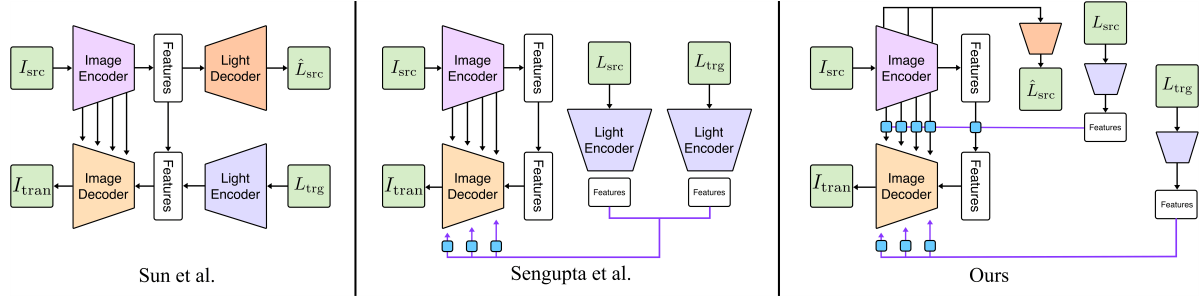 I_src
Image
Encoder
Features
Light
Decoder
L̂_src
I_tran
Image
Decoder
Features
Light
Encoder
L_trg
Sun et al.
I_src
Image
Encoder
Features
L_src
L_trg
Light
Encoder
Light
Encoder
I_tran
Image
Decoder
Features
Features
Features
Sengupta et al.
I_src
Image
Encoder
Features
L̂_src
L_src
Features
L_trg
I_tran
Image
Decoder
Features
Features
Ours